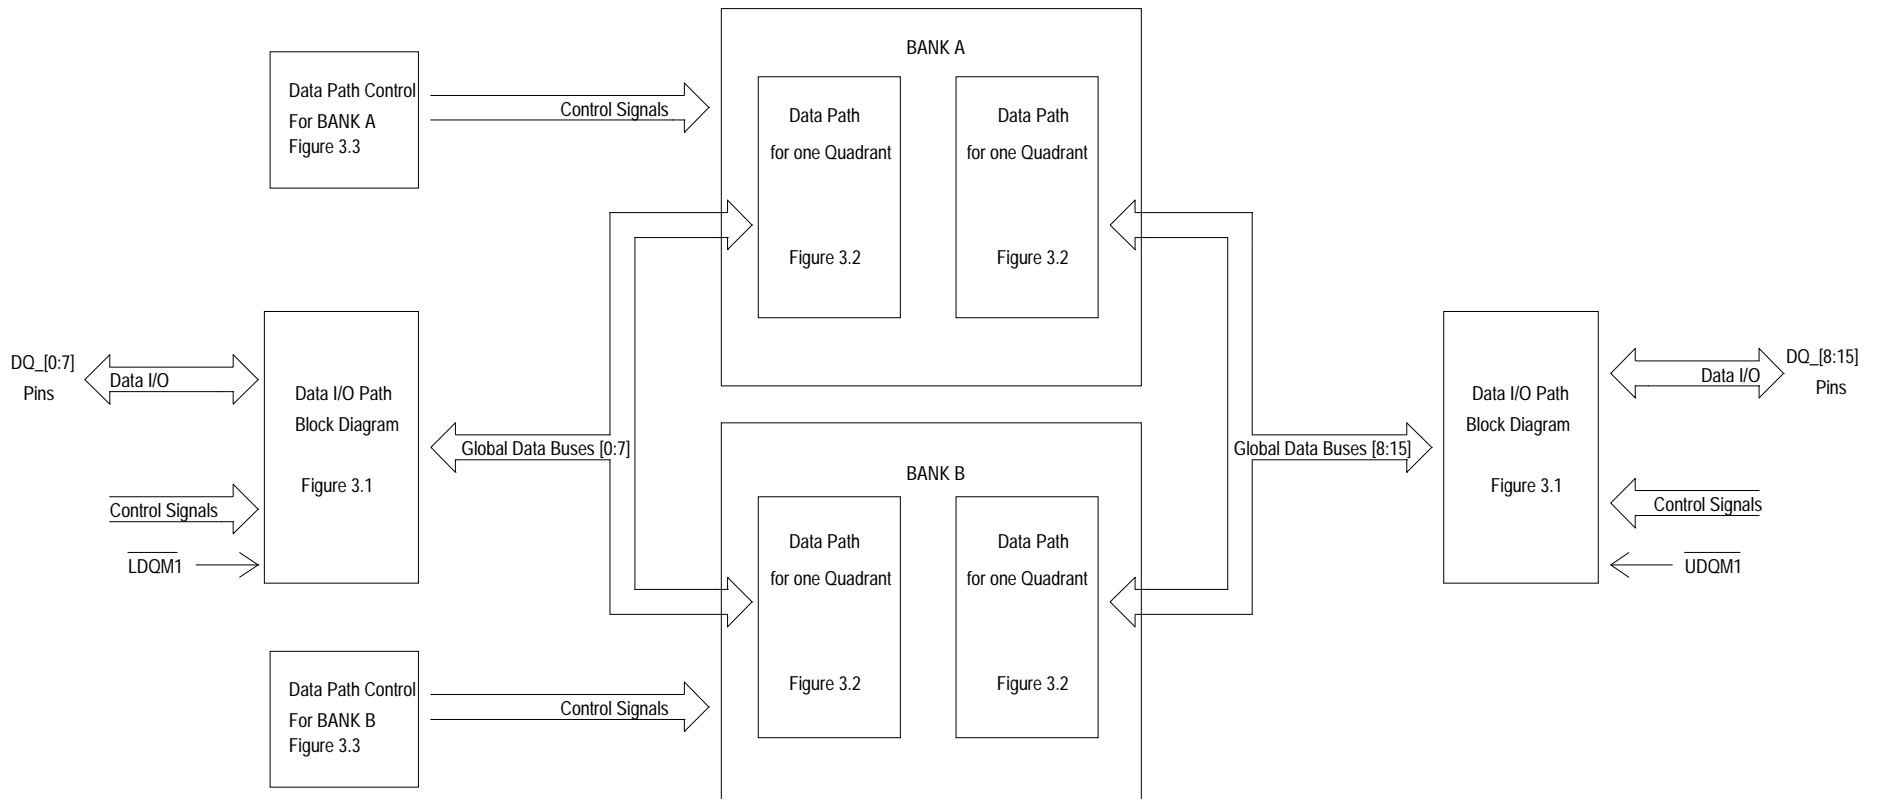 BANK A
Data Path Control
For BANK A
Figure 3.3
Control Signals
Data Path
for one Quadrant
Figure 3.2
Data Path
for one Quadrant
Figure 3.2
DQ_[0:7]
Pins
Data I/O
Data I/O Path
Block Diagram
Figure 3.1
Control Signals
LDQM1
Global Data Buses [0:7]
Global Data Buses [8:15]
Data I/O Path
Block Diagram
Figure 3.1
Data I/O
DQ_[8:15]
Pins
Control Signals
UDQM1
BANK B
Data Path
for one Quadrant
Figure 3.2
Data Path
for one Quadrant
Figure 3.2
Data Path Control
For BANK B
Figure 3.3
Control Signals